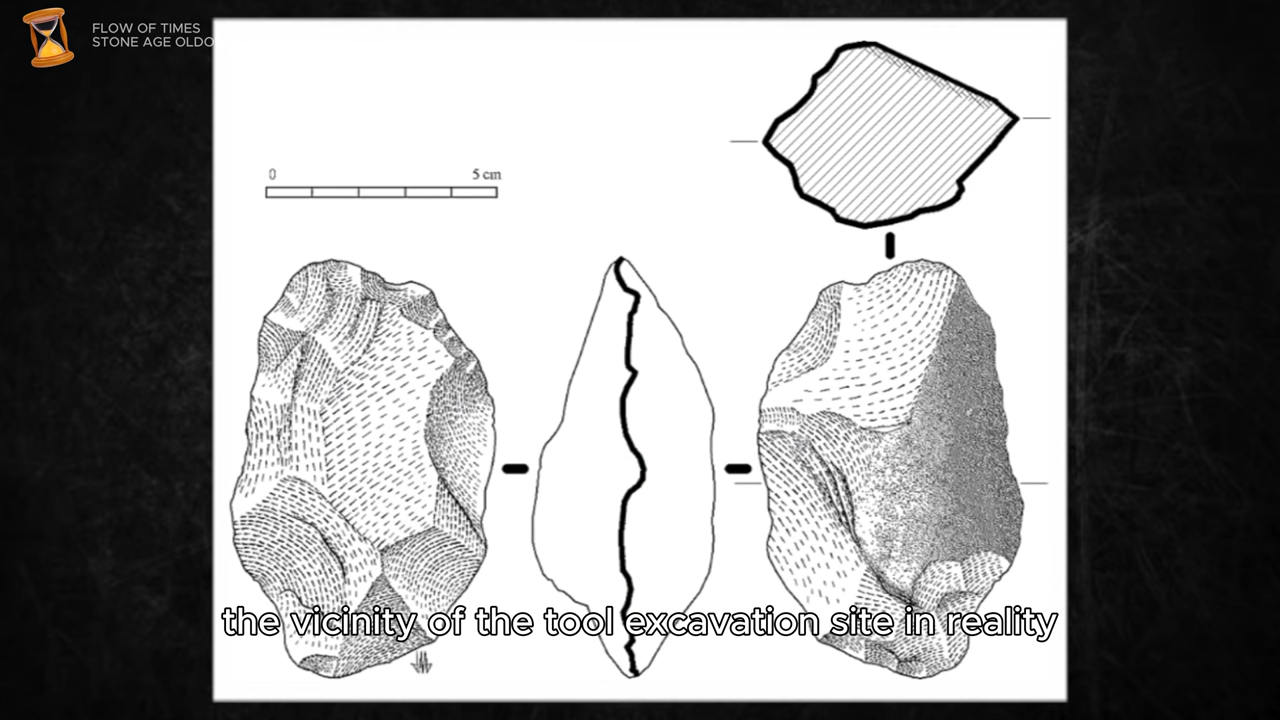 FLOW OF TIMES
STONE AGE OLDO
0 5 cm
the vicinity of the tool excavation site in reality